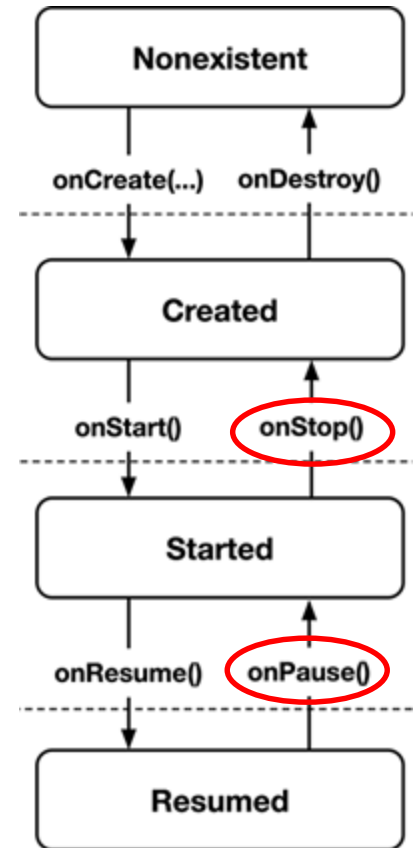 Nonexistent
onCreate(...) onDestroy()
Created
onStart() onStop()
Started
onResume() onPause()
Resumed